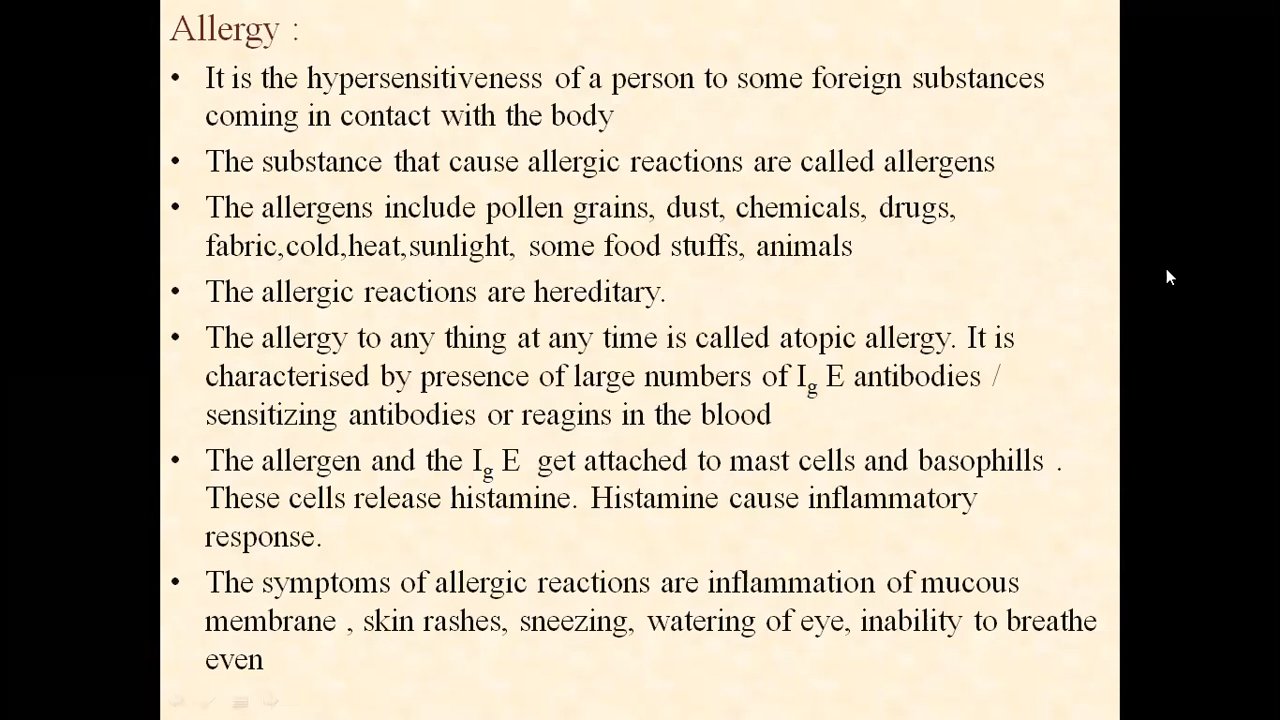 Allergy :
• It is the hypersensitiveness of a person to some foreign substances
coming in contact with the body
• The substance that cause allergic reactions are called allergens
• The allergens include pollen grains, dust, chemicals, drugs,
fabric,cold,heat,sunlight, some food stuffs, animals
• The allergic reactions are hereditary.
• The allergy to any thing at any time is called atopic allergy. It is
characterised by presence of large numbers of Ig E antibodies /
sensitizing antibodies or reagins in the blood
• The allergen and the Ig E get attached to mast cells and basophills .
These cells release histamine. Histamine cause inflammatory
response.
• The symptoms of allergic reactions are inflammation of mucous
membrane , skin rashes, sneezing, watering of eye, inability to breathe
even